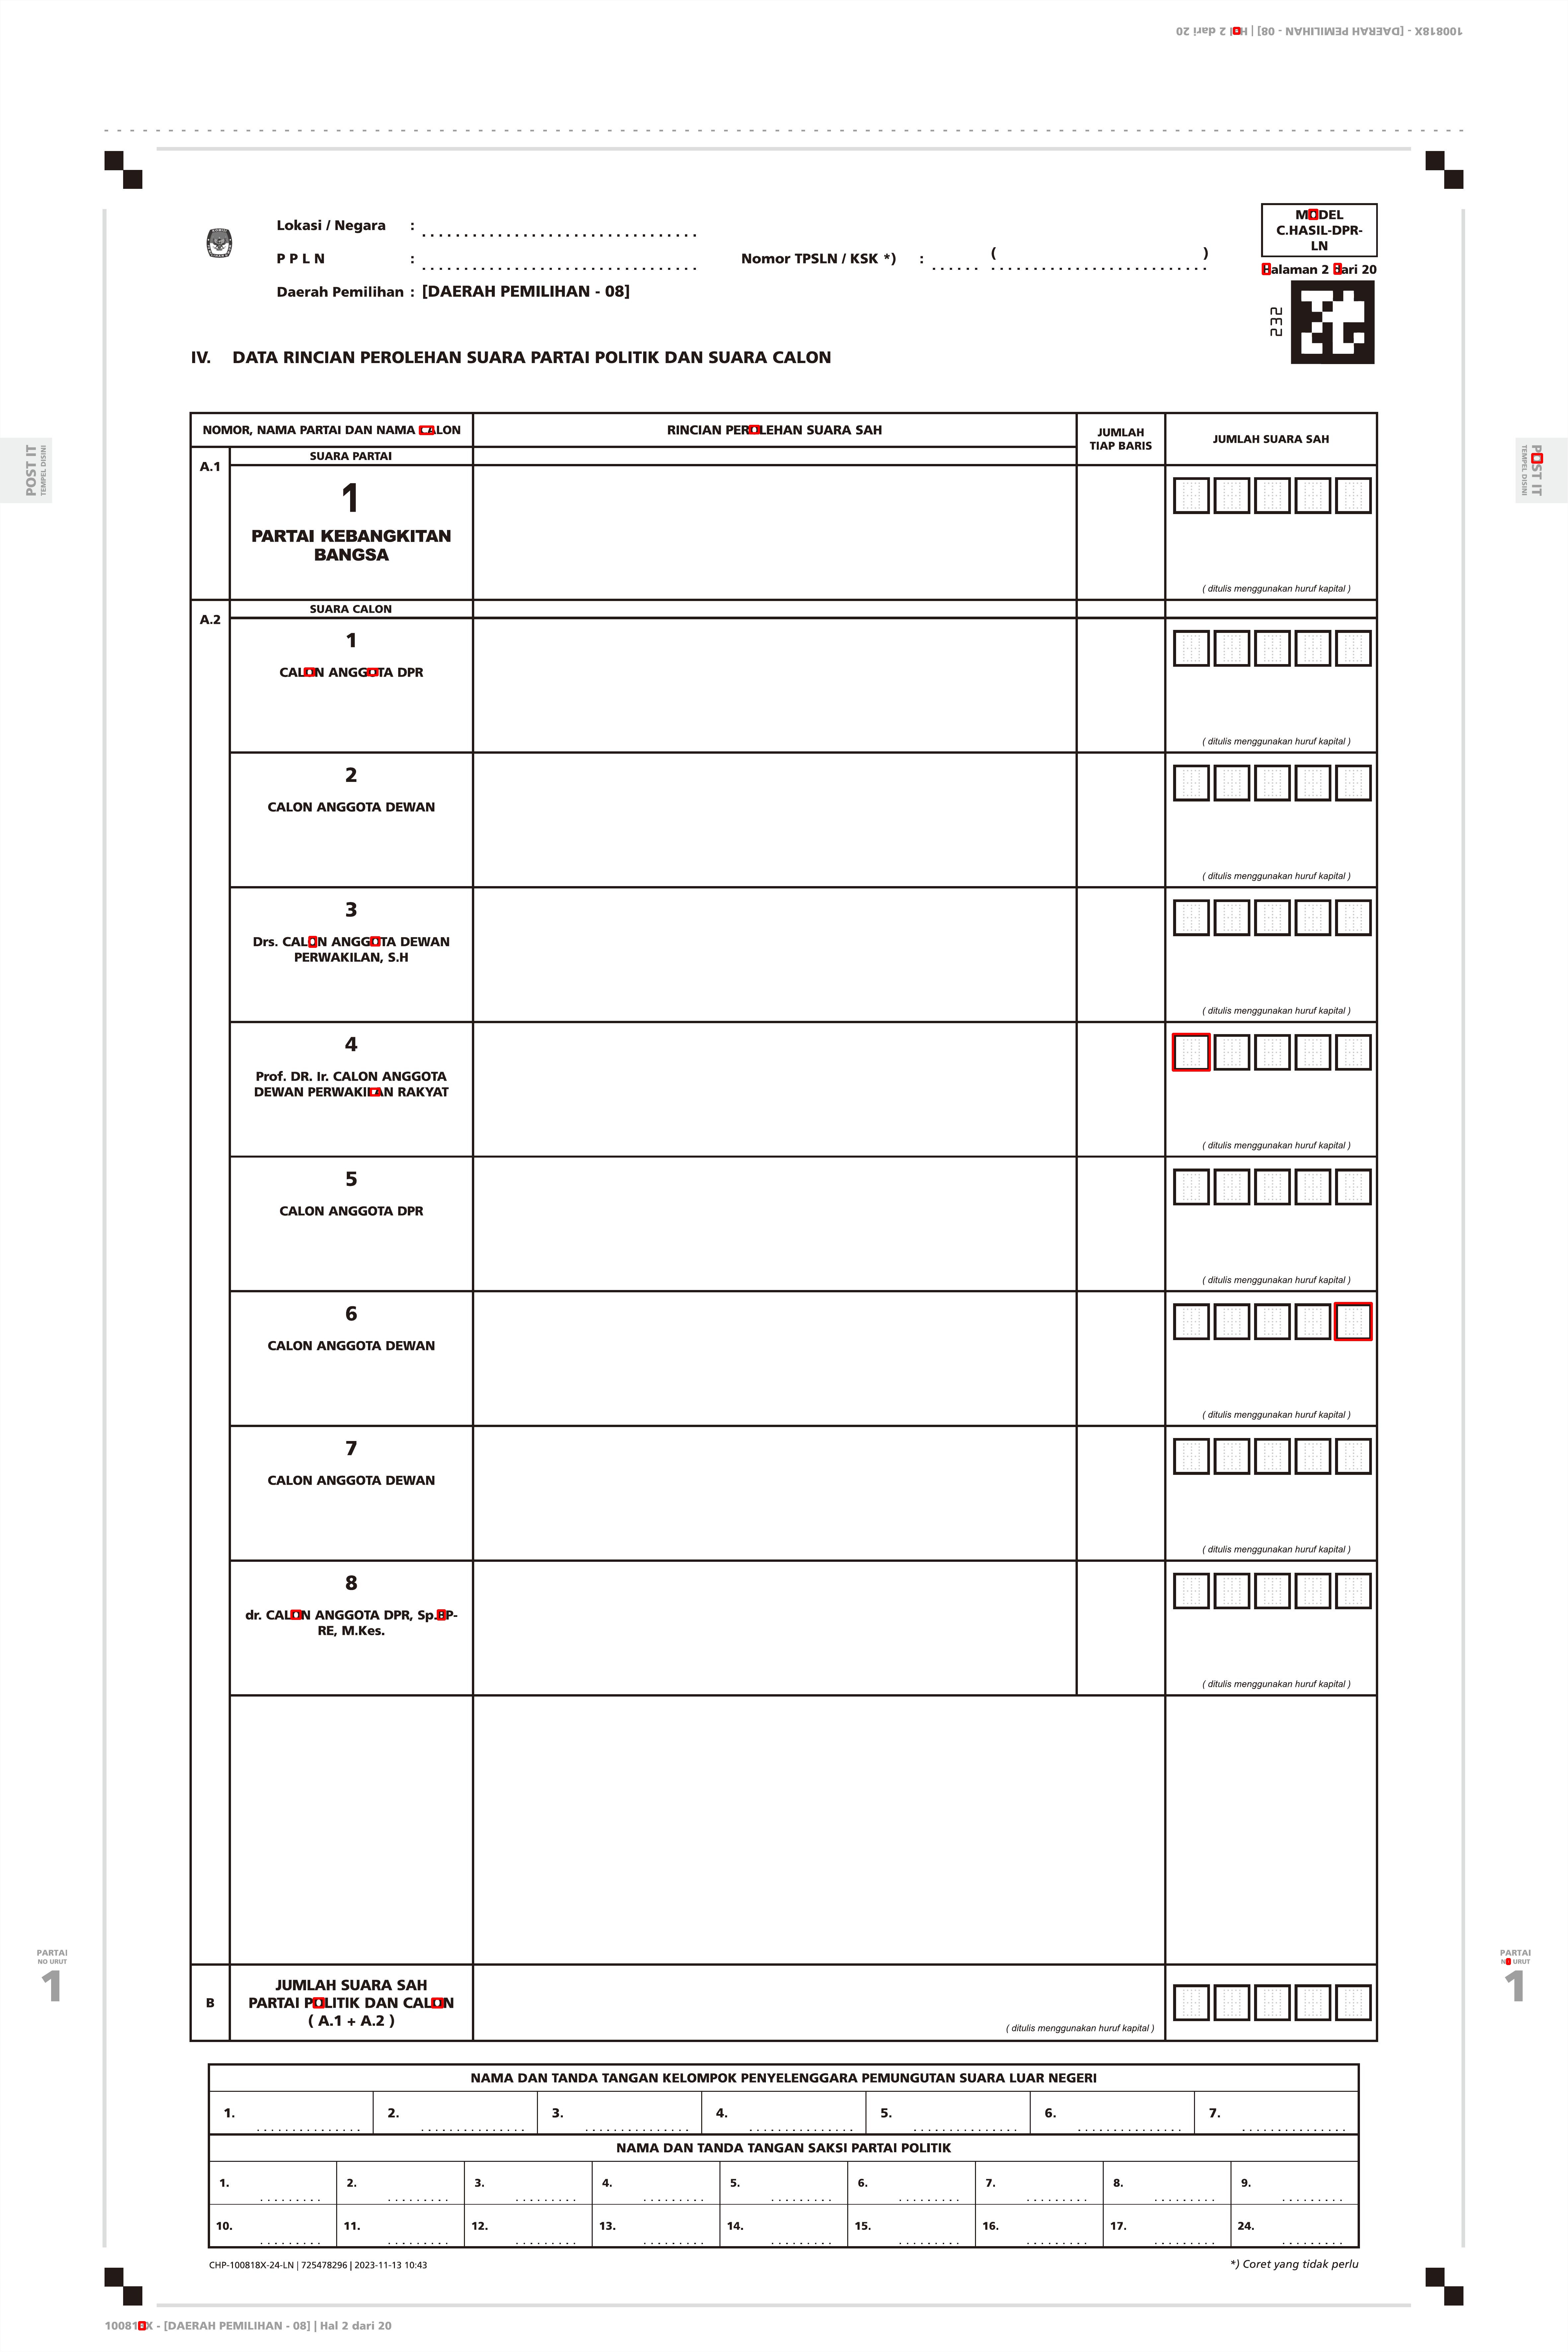 100818X - [DAERAH PEMILIHAN - 08] | Hal 2 dari 20
Lokasi / Negara :
MODEL
C.HASIL-DPR-
LN
P P L N :
Nomor TPSLN / KSK *) : ( )
Halaman 2 dari 20
Daerah Pemilihan : [DAERAH PEMILIHAN - 08]
232
IV. DATA RINCIAN PEROLEHAN SUARA PARTAI POLITIK DAN SUARA CALON
POST IT
TEMPEL DISINI
POST IT
TEMPEL DISINI
NOMOR, NAMA PARTAI DAN NAMA CALON
RINCIAN PEROLEHAN SUARA SAH
JUMLAH
TIAP BARIS
JUMLAH SUARA SAH
A.1
SUARA PARTAI
1
PARTAI KEBANGKITAN
BANGSA
( ditulis menggunakan huruf kapital )
A.2
SUARA CALON
1
CALON ANGGOTA DPR
( ditulis menggunakan huruf kapital )
2
CALON ANGGOTA DEWAN
( ditulis menggunakan huruf kapital )
3
Drs. CALON ANGGOTA DEWAN
PERWAKILAN, S.H
( ditulis menggunakan huruf kapital )
4
Prof. DR. Ir. CALON ANGGOTA
DEWAN PERWAKILAN RAKYAT
( ditulis menggunakan huruf kapital )
5
CALON ANGGOTA DPR
( ditulis menggunakan huruf kapital )
6
CALON ANGGOTA DEWAN
( ditulis menggunakan huruf kapital )
7
CALON ANGGOTA DEWAN
( ditulis menggunakan huruf kapital )
8
dr. CALON ANGGOTA DPR, Sp.
P-
RE, M.Kes.
( ditulis menggunakan huruf kapital )
PARTAI
NO URUT
1
PARTAI
NO URUT
1
B
JUMLAH SUARA SAH
PARTAI POLITIK DAN CALON
( A.1 + A.2 )
( ditulis menggunakan huruf kapital )
NAMA DAN TANDA TANGAN KELOMPOK PENYELENGGARA PEMUNGUTAN SUARA LUAR NEGERI
1. 2. 3. 4. 5. 6. 7.
NAMA DAN TANDA TANGAN SAKSI PARTAI POLITIK
1. 2. 3. 4. 5. 6. 7. 8. 9.
10. 11. 12. 13. 14. 15. 16. 17. 24.
CHP-100818X-24-LN | 725478296 | 2023-11-13 10:43
*) Coret yang tidak perlu
100818X - [DAERAH PEMILIHAN - 08] | Hal 2 dari 20